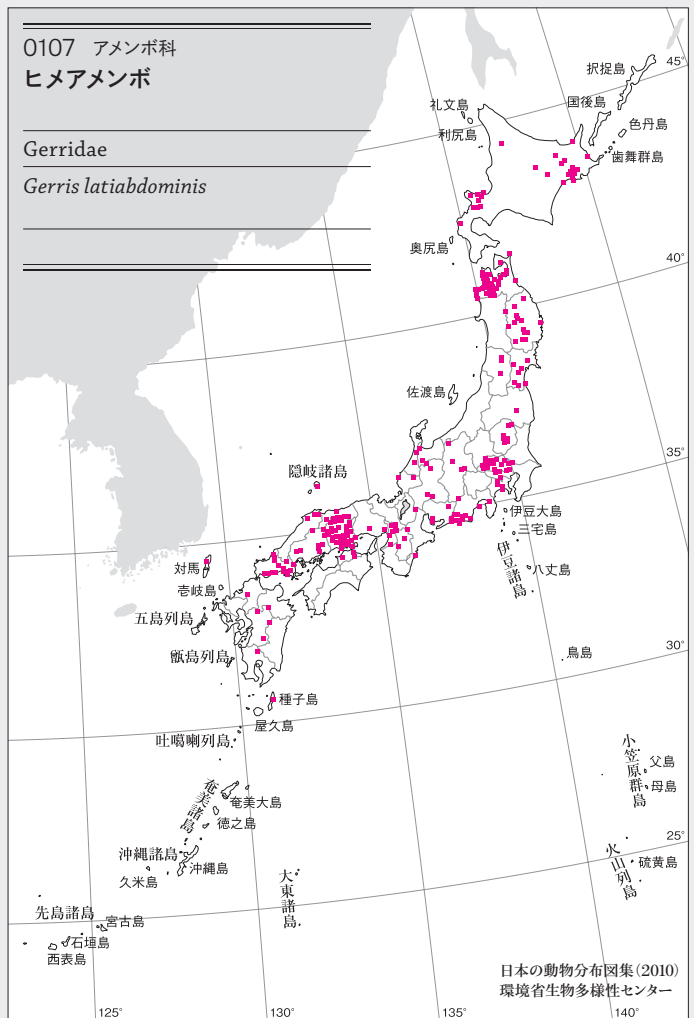 0107 アメンボ科
ヒメアメンボ
Gerridae
Gerris latiabdominis
45°
択捉島
礼文島
国後島
色丹島
利尻島
歯舞群島
奥尻島
40°
佐渡島
35°
隠岐諸島
伊豆大島
三宅島
伊豆諸島
八丈島
対馬
壱岐島
五島列島
甑島列島
鳥島
30°
種子島
屋久島
吐噶喇列島
小笠原群島
父島
母島
奄美諸島
奄美大島
徳之島
25°
沖縄諸島
沖縄島
久米島
大東諸島
火山列島
硫黄島
先島諸島
宮古島
石垣島
西表島
日本の動物分布図集(2010)
環境省生物多様性センター
125°
130°
135°
140°